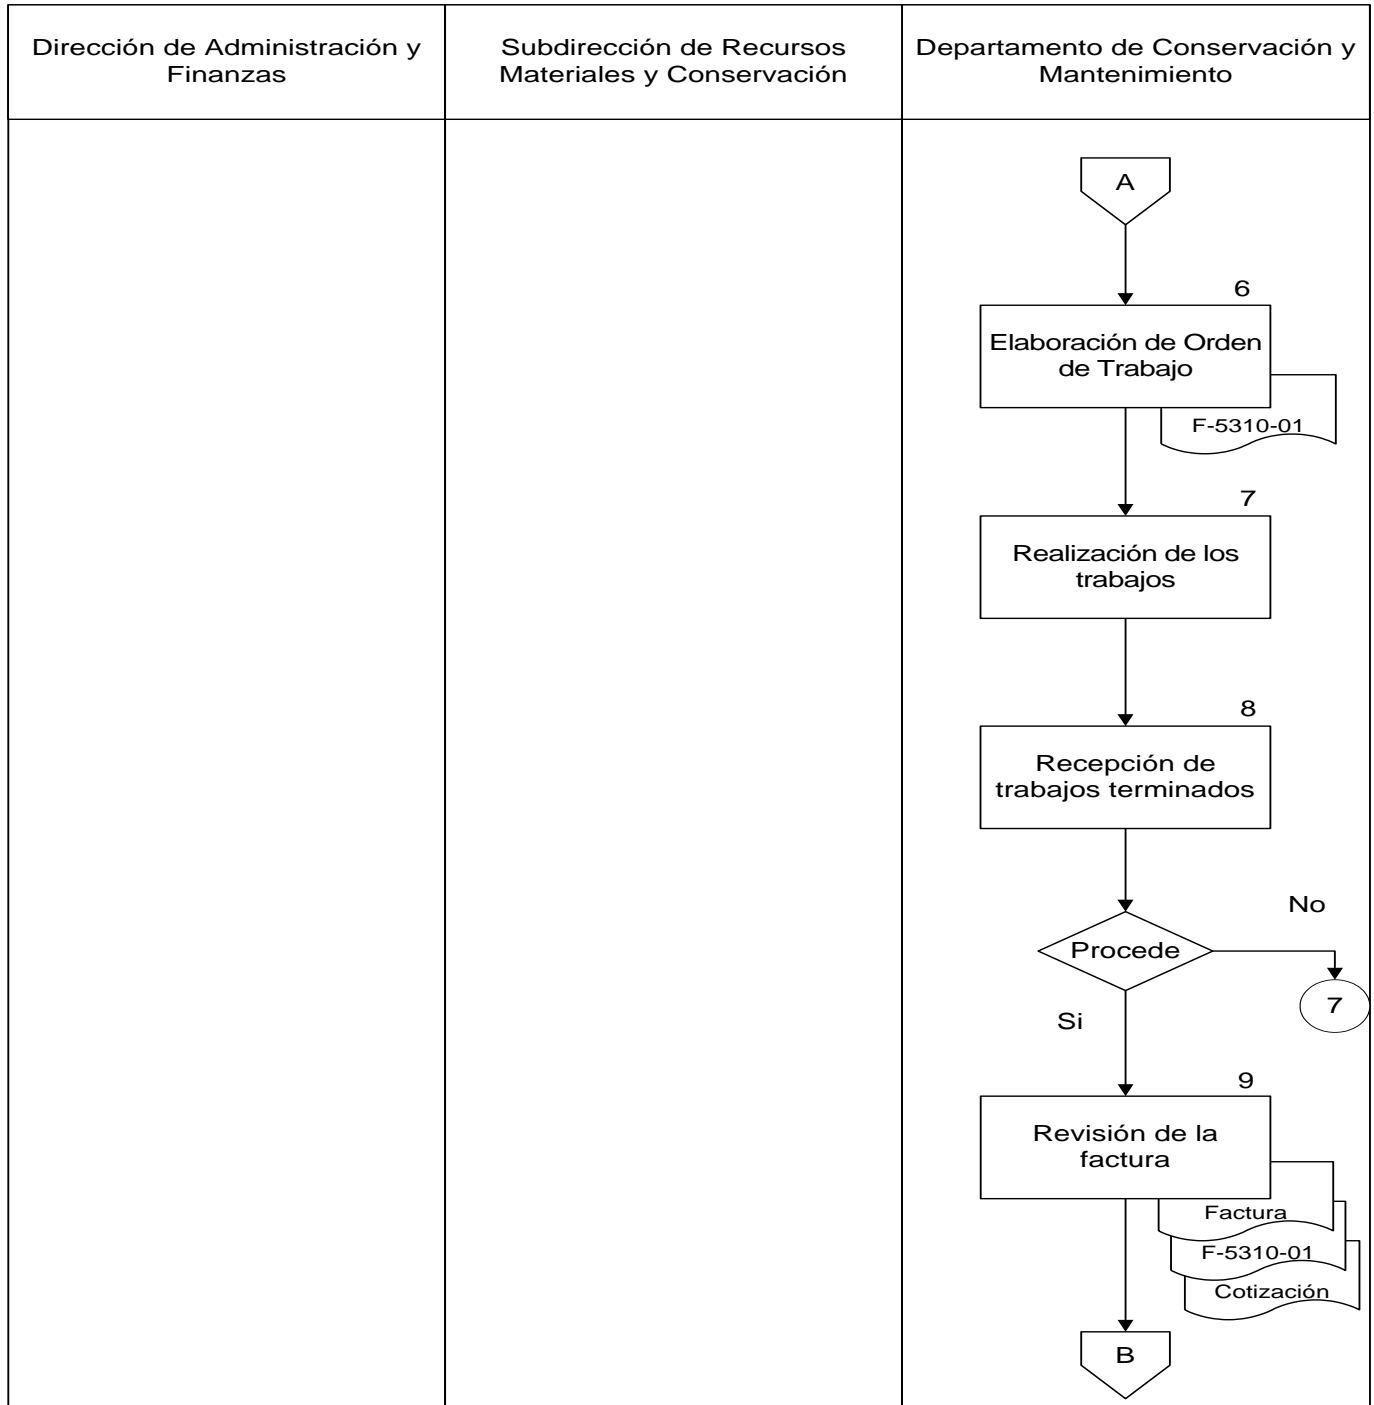 Dirección de Administración y
Finanzas
Subdirección de Recursos
Materiales y Conservación
Departamento de Conservación y
Mantenimiento
A
6
Elaboración de Orden
de Trabajo
F-5310-01
7
Realización de los
trabajos
8
Recepción de
trabajos terminados
No
Procede
7
Si
9
Revisión de la
factura
Factura
F-5310-01
Cotización
B